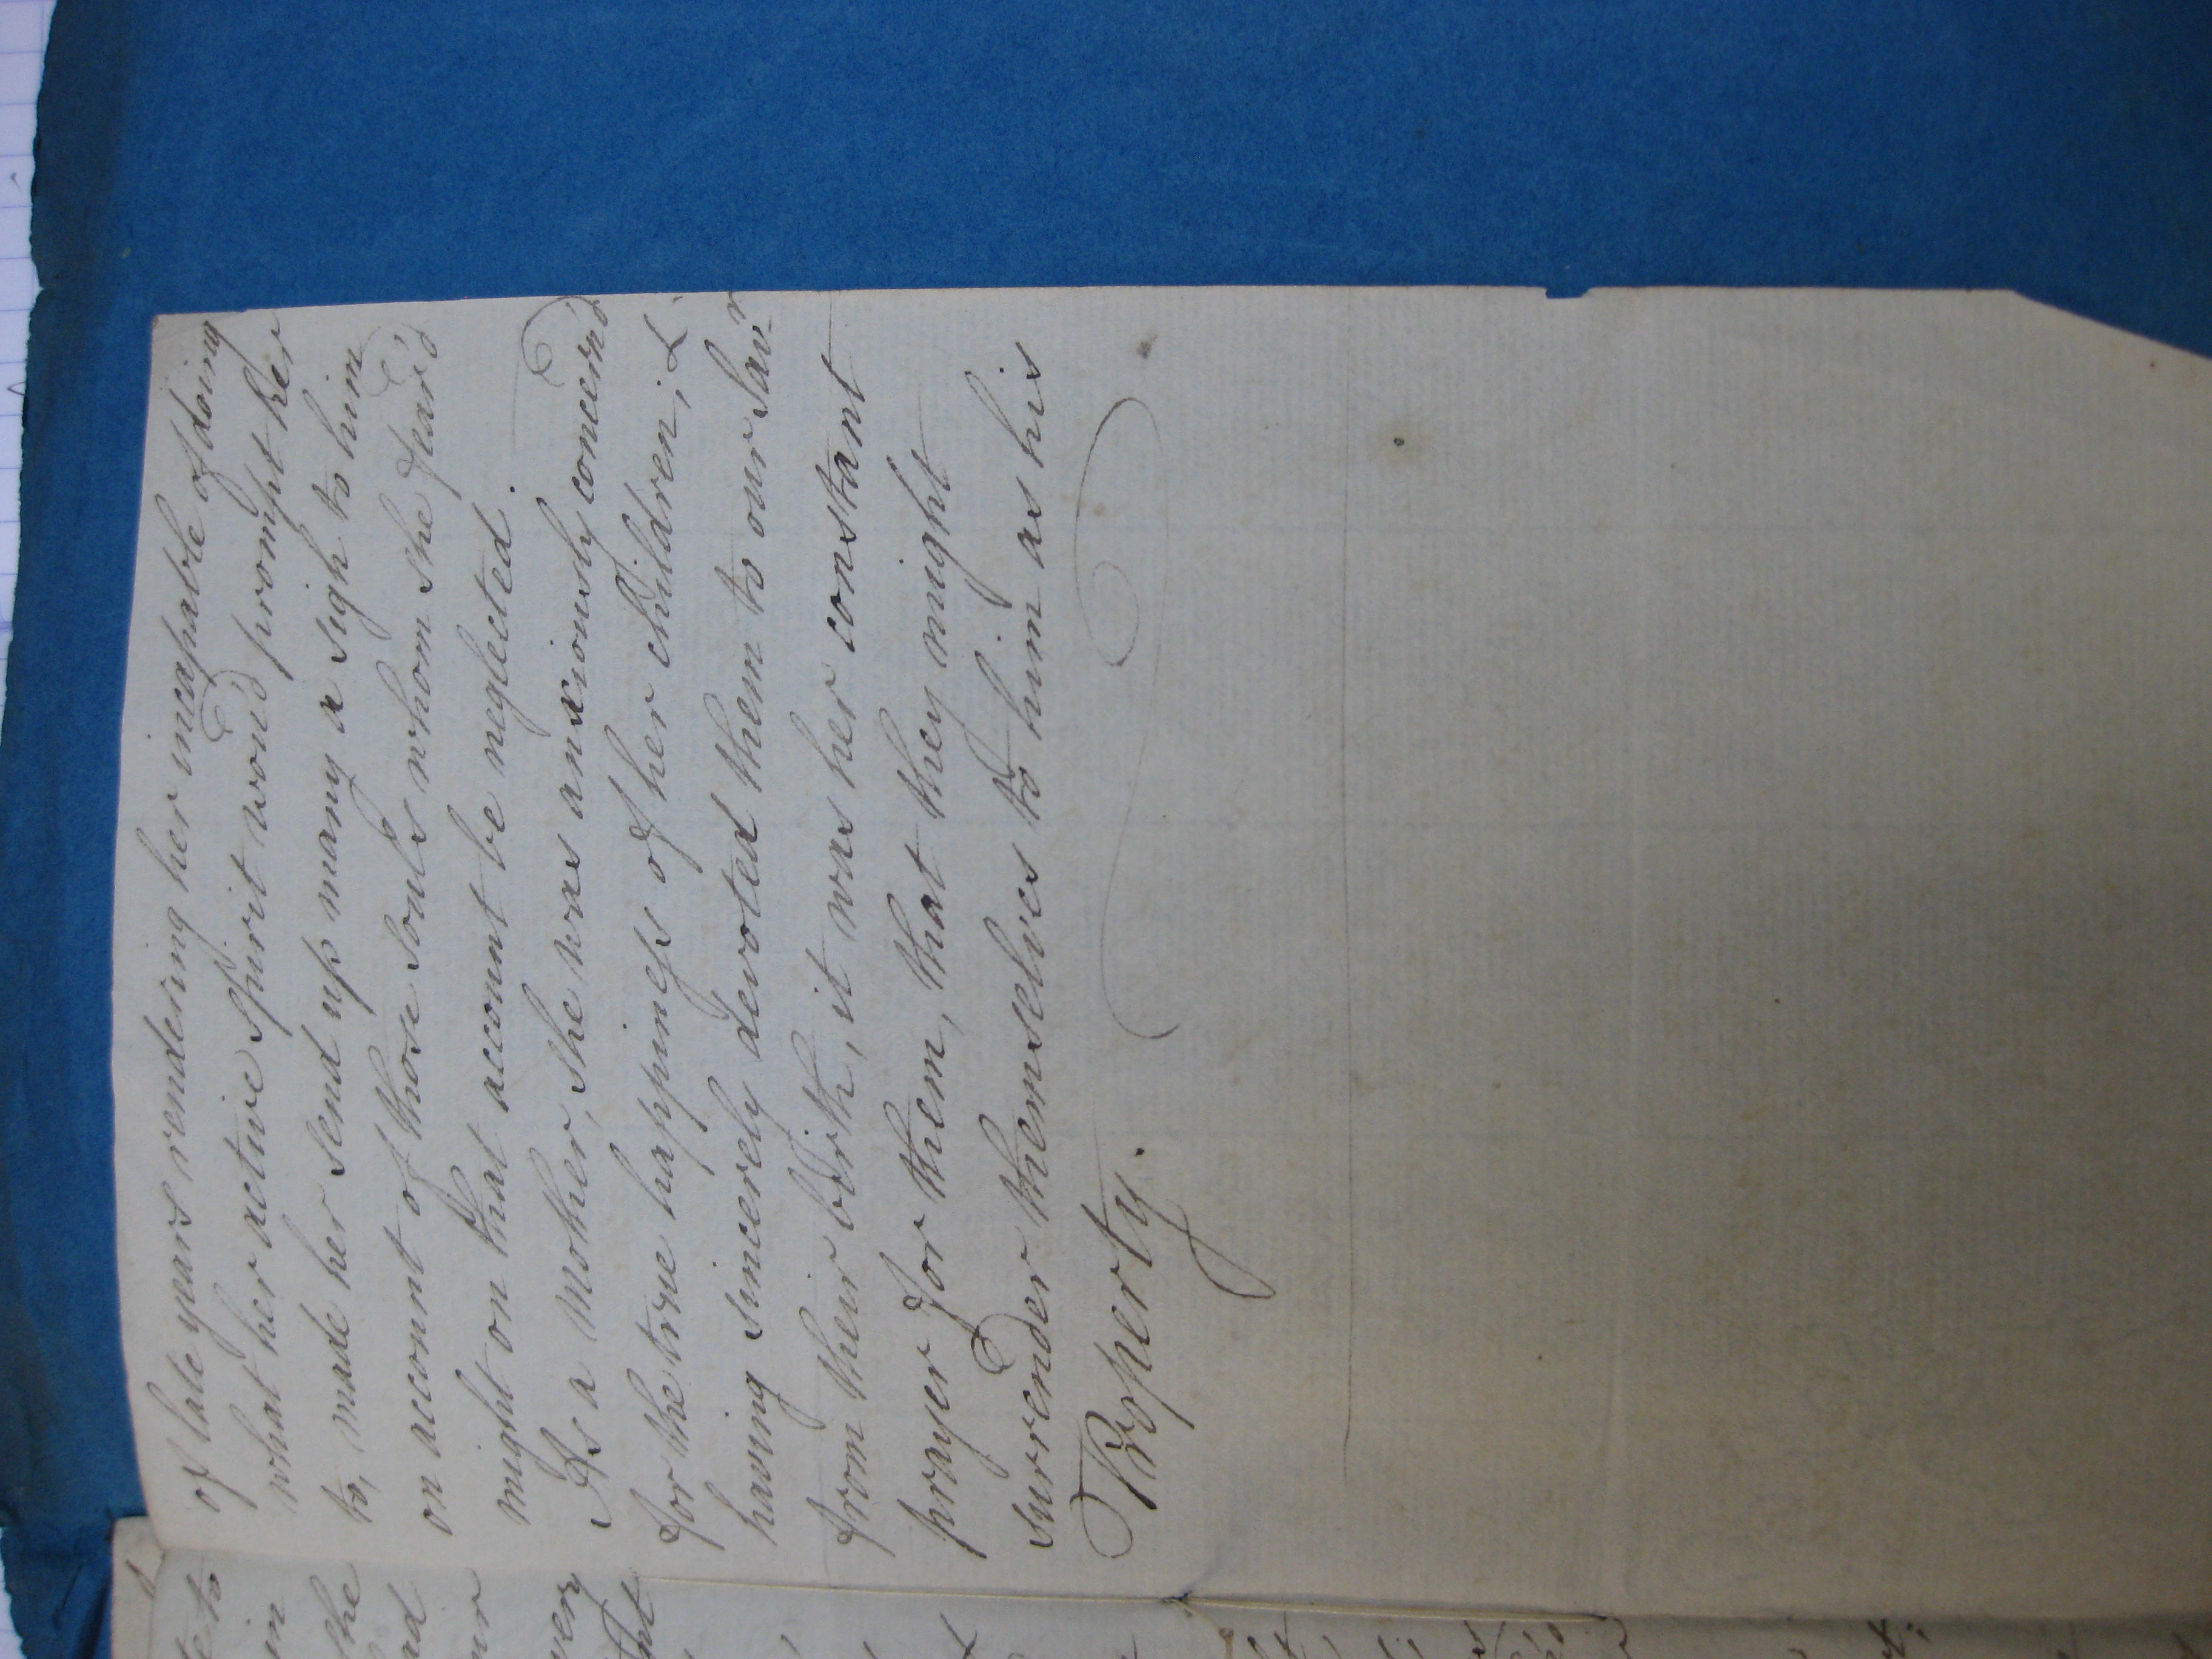 of late years rendering her incapable of doing
what her active spirit wou'd prompt her
to, made her send up many a sigh to him
on account of those souls whom she fear'd
might on that account be neglected.
As a mother, she was anxiously concern'd
for the true happiness of her children; &
having sincerely devoted them to our Savr
from their birth, it was her constant
prayer for them, that they might
surrender themselves to him as his
Property.